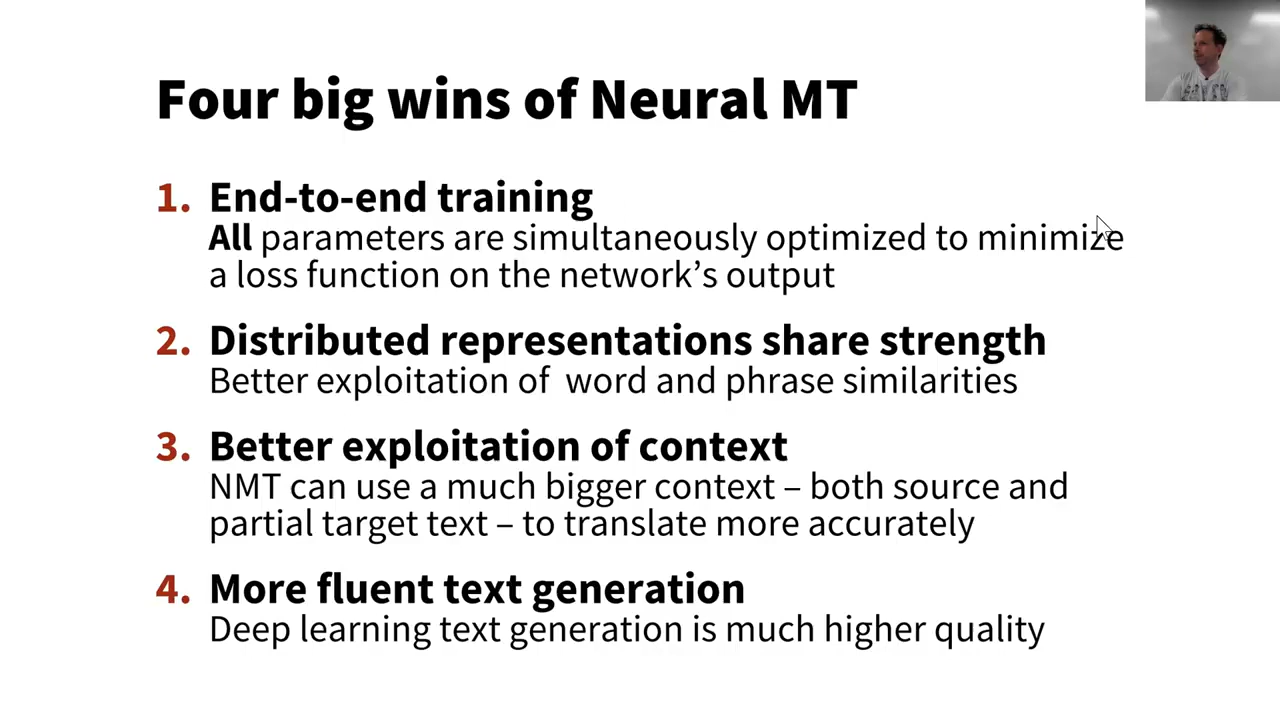 Four big wins of Neural MT
1. End-to-end training
All parameters are simultaneously optimized to minimize
a loss function on the network’s output
2. Distributed representations share strength
Better exploitation of  word and phrase similarities
3. Better exploitation of context
NMT can use a much bigger context – both source and
partial target text – to translate more accurately
4. More fluent text generation
Deep learning text generation is much higher quality